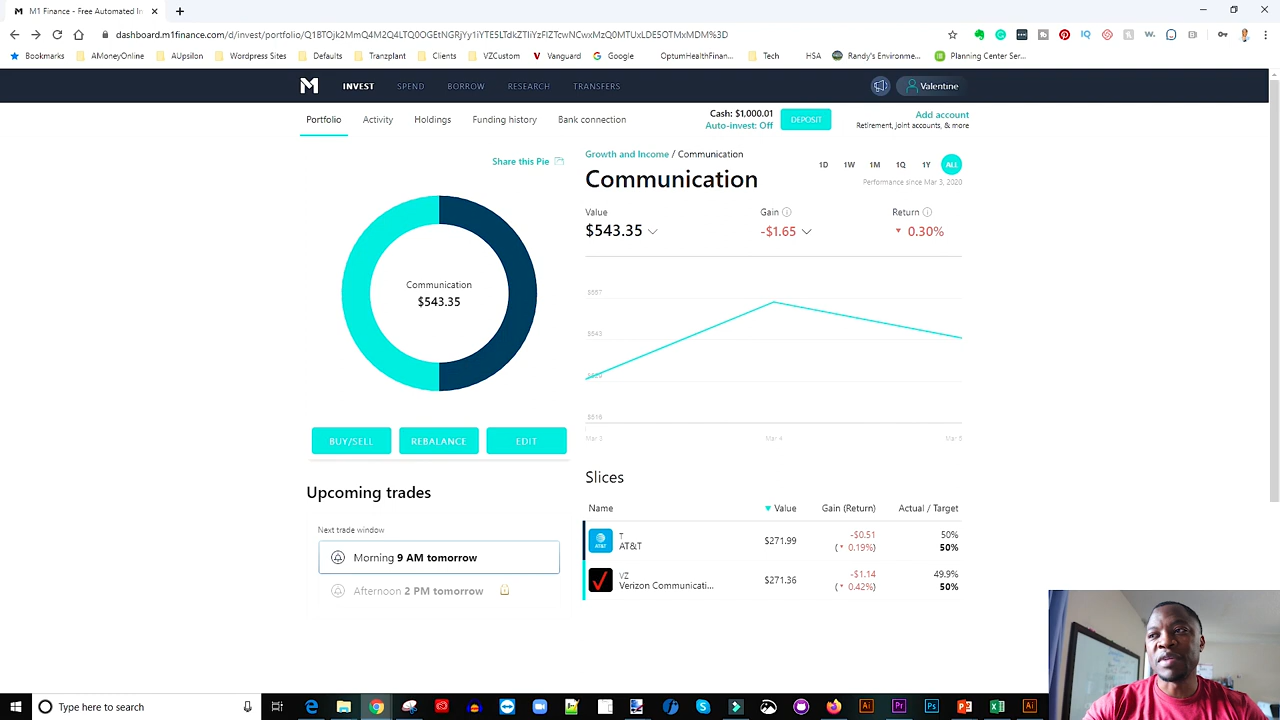 M1 Finance - Free Automated In
dashboard.m1finance.com/d/invest/portfolio/
Bookmarks AMoneyOnline AUpsilon Wordpress Sites Defaults Tranzplant Clients VZCustom Vanguard Google OptumHealthFinan... Tech HSA Randy's Environme... Planning Center Ser...
INVEST SPEND BORROW RESEARCH TRANSFERS Valentine
Portfolio Activity Holdings Funding history Bank connection
Cash: $1,000.01
Auto-invest: Off
DEPOSIT
Add account
Retirement, joint accounts, & more
Share this Pie
Growth and Income / Communication
Communication
1D 1W 1M 1Q 1Y ALL
Performance since Mar 3, 2020
Value Gain Return
$543.35 -$1.65 0.30%
Communication
$543.35
$543
Mar 3 Mar 4
BUY/SELL REBALANCE EDIT
Upcoming trades
Next trade window
Morning 9 AM tomorrow
Afternoon 2 PM tomorrow
Slices
Name Value Gain (Return) Actual / Target
AT&T
T
AT&T
$271.99
-$0.51
(0.19%)
50%
50%
VZ
Verizon Communicati...
$271.36
-$1.14
(0.42%)
49.9%
50%
Type here to search